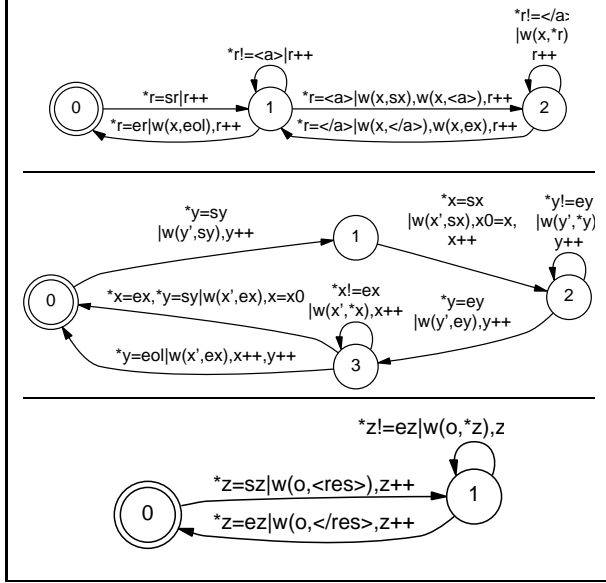 *r!=</a>
|w(x,*r)
r++
*r!=<a>|r++
0
*r=sr|r++
1
*r=<a>|w(x,sx),w(x,<a>),r++
2
*r=er|w(x,eol),r++
*r=</a>|w(x,</a>),w(x,ex),r++
*y=sy
|w(y',sy),y++
1
*x=sx
|w(x',sx),x0=x,
x++
*y!=ey
|w(y',*y)
y++
0
*x=ex,*y=sy|w(x',ex),x=x0
*x!=ex
|w(x',*x),x++
*y=ey
|w(y',ey),y++
2
*y=eol|w(x',ex),x++,y++
3
*z!=ez|w(o,*z),z
*z=sz|w(o,<res>),z++
0
1
*z=ez|w(o,</res>,z++